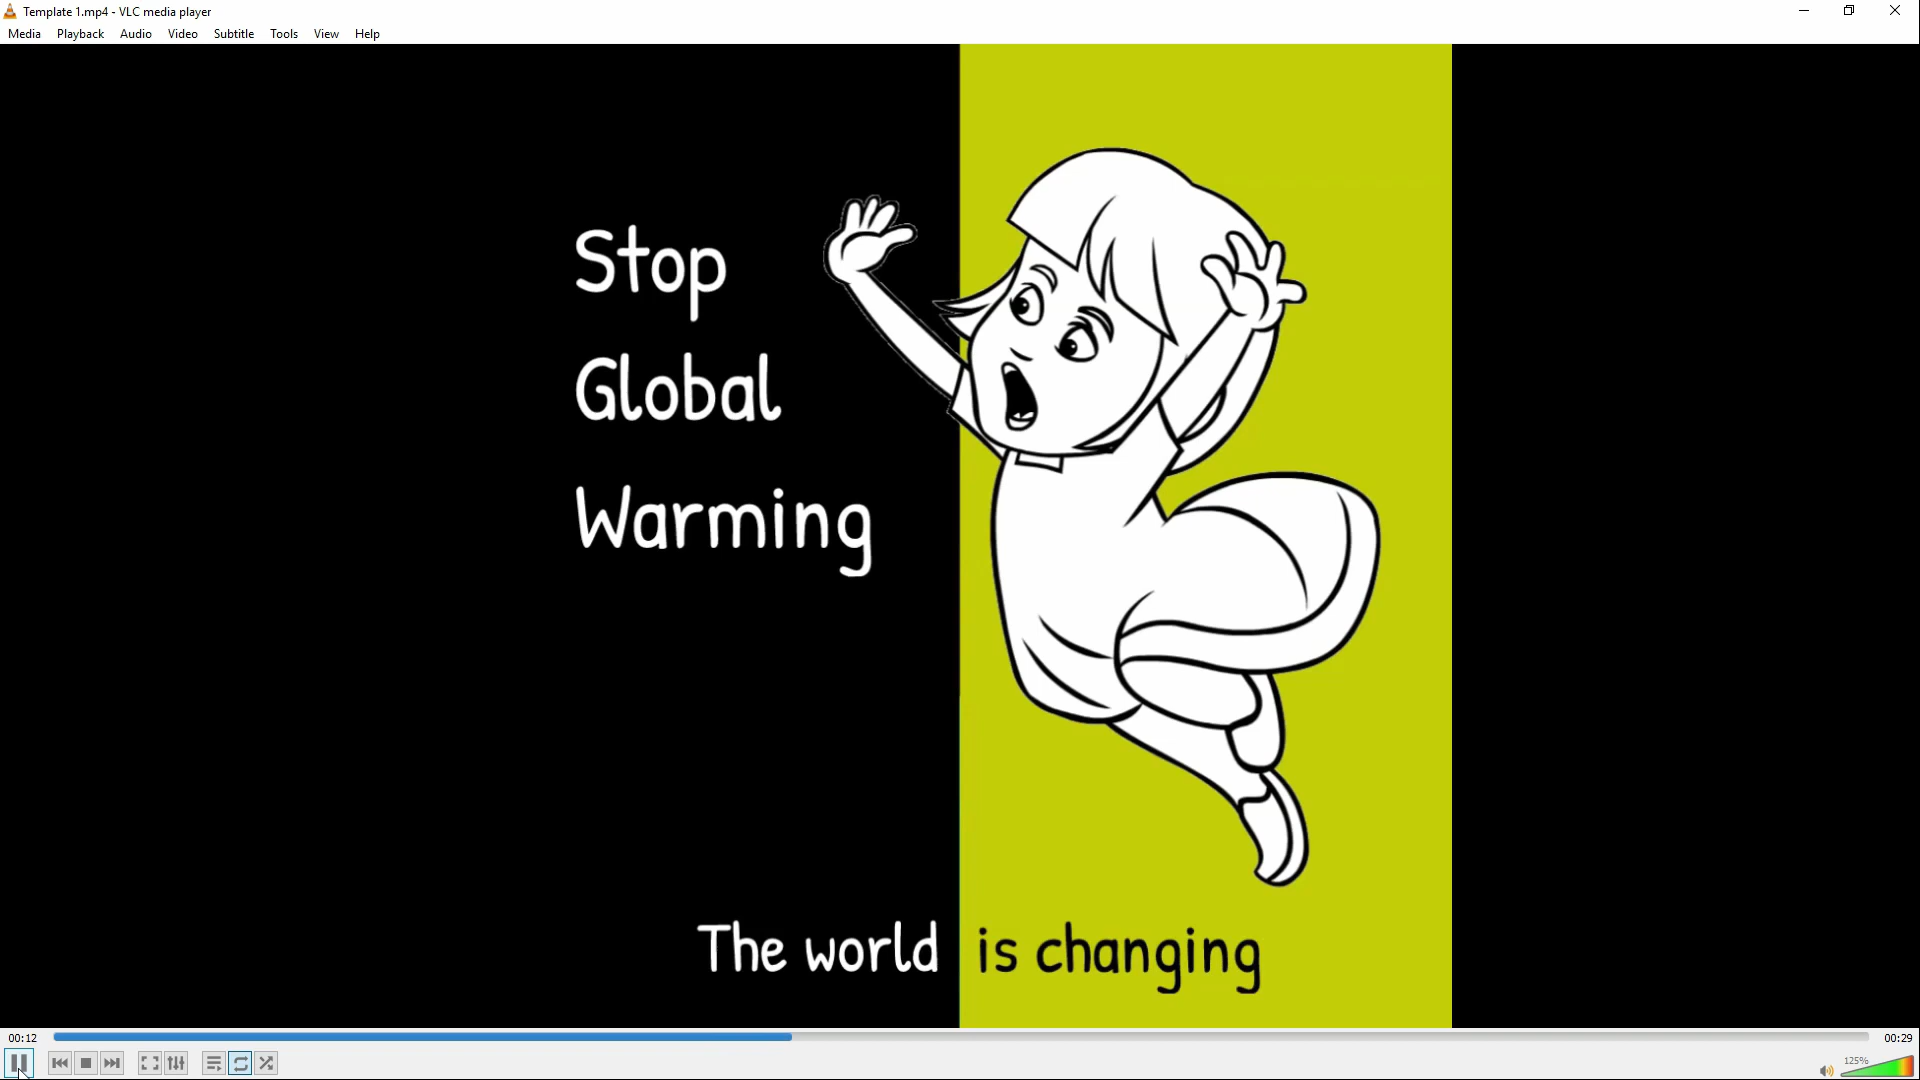 Template 1.mp4 - VLC media player
Media Playback Audio Video Subtitle Tools View Help
Stop
Global
Warming
The world is changing
00:12
00:29
125%